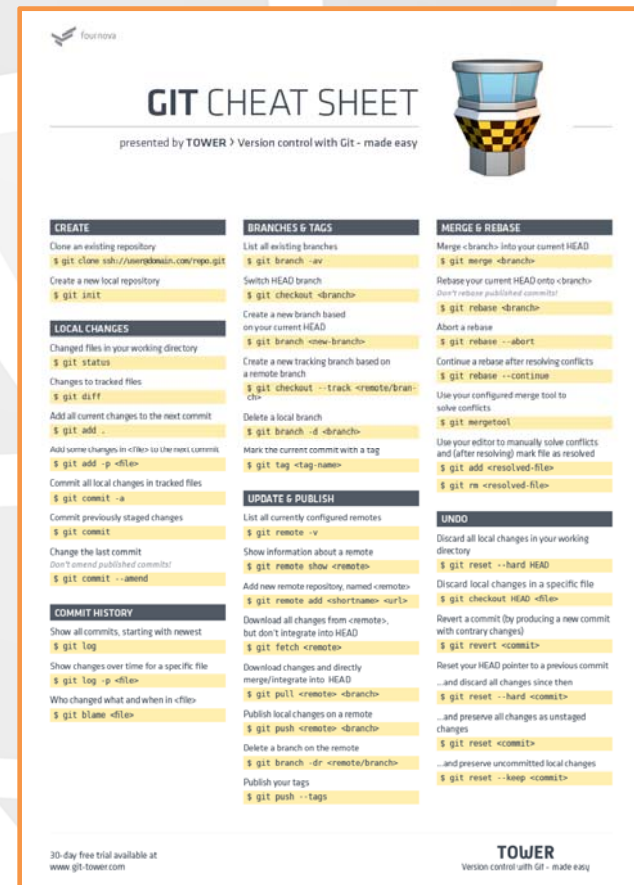 fournova
GIT CHEAT SHEET
presented by TOWER > Version control with Git - made easy
CREATE
Clone an existing repository
$ git clone ssh://user@domain.com/repo.git
Create a new local repository
$ git init
LOCAL CHANGES
Changed files in your working directory
$ git status
Changes to tracked files
$ git diff
Add all current changes to the next commit
$ git add .
Add some changes in <file> to the next commit
$ git add -p <file>
Commit all local changes in tracked files
$ git commit -a
Commit previously staged changes
$ git commit
Change the last commit
Don't amend published commits!
$ git commit --amend
COMMIT HISTORY
Show all commits, starting with newest
$ git log
Show changes over time for a specific file
$ git log -p <file>
Who changed what and when in <file>
$ git blame <file>
BRANCHES & TAGS
List all existing branches
$ git branch -av
Switch HEAD branch
$ git checkout <branch>
Create a new branch based
on your current HEAD
$ git branch <new-branch>
Create a new tracking branch based on
a remote branch
$ git checkout --track <remote/bran-
ch>
Delete a local branch
$ git branch -d <branch>
Mark the current commit with a tag
$ git tag <tag-name>
UPDATE & PUBLISH
List all currently configured remotes
$ git remote -v
Show information about a remote
$ git remote show <remote>
Add new remote repository, named <remote>
$ git remote add <shortname> <url>
Download all changes from <remote>,
but don't integrate into HEAD
$ git fetch <remote>
Download changes and directly
merge/integrate into HEAD
$ git pull <remote> <branch>
Publish local changes on a remote
$ git push <remote> <branch>
Delete a branch on the remote
$ git branch -dr <remote/branch>
Publish your tags
$ git push --tags
MERGE & REBASE
Merge <branch> into your current HEAD
$ git merge <branch>
Rebase your current HEAD onto <branch>
Don't rebase published commits!
$ git rebase <branch>
Abort a rebase
$ git rebase --abort
Continue a rebase after resolving conflicts
$ git rebase --continue
Use your configured merge tool to
solve conflicts
$ git mergetool
Use your editor to manually solve conflicts
and (after resolving) mark file as resolved
$ git add <resolved-file>
$ git rm <resolved-file>
UNDO
Discard all local changes in your working
directory
$ git reset --hard HEAD
Discard local changes in a specific file
$ git checkout HEAD <file>
Revert a commit (by producing a new commit
with contrary changes)
$ git revert <commit>
Reset your HEAD pointer to a previous commit
...and discard all changes since then
$ git reset --hard <commit>
...and preserve all changes as unstaged
changes
$ git reset <commit>
...and preserve uncommitted local changes
$ git reset --keep <commit>
30-day free trial available at
www.git-tower.com
TOWER
Version control with Git - made easy